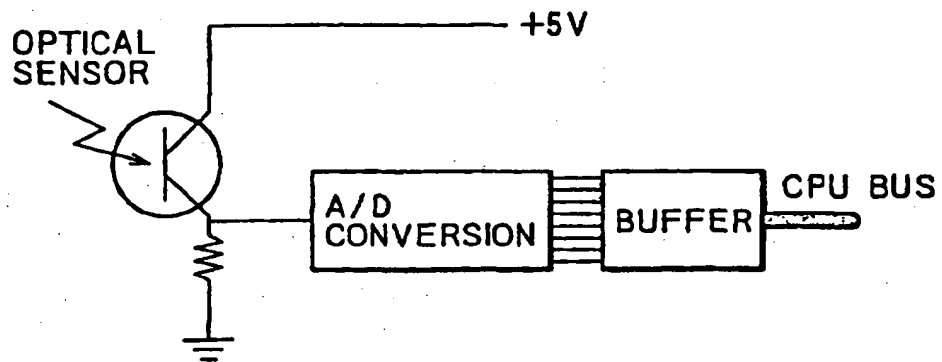 +5V
OPTICAL
SENSOR
A/D
CONVERSION
BUFFER
CPU BUS